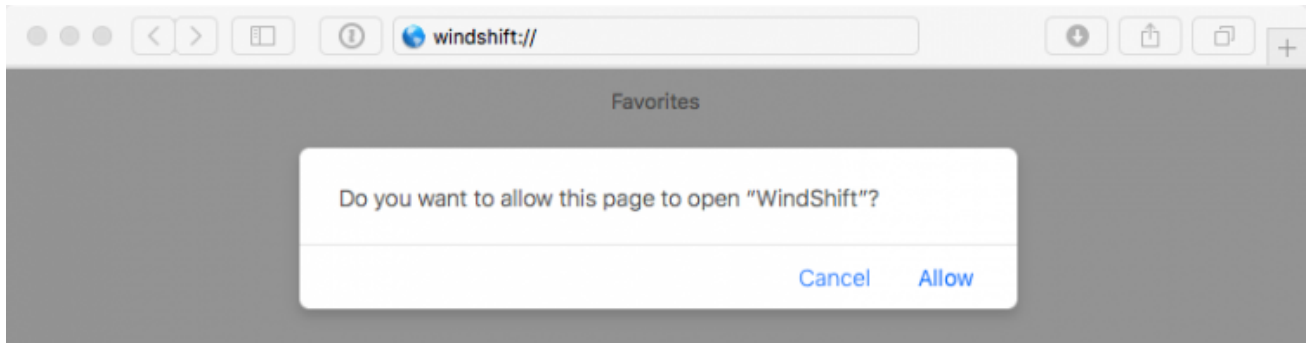 windshift://
Favorites
Do you want to allow this page to open “WindShift”?
Cancel Allow